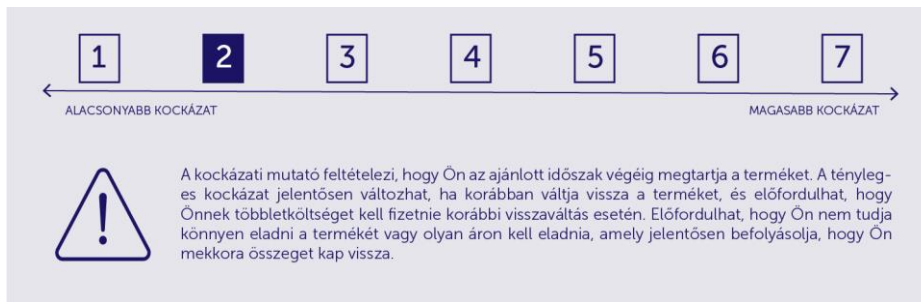 1 2 3 4 5 6 7
ALACSONYABB KOCKÁZAT MAGASABB KOCKÁZAT
A kockázati mutató feltételezi, hogy Ön az ajánlott időszak végéig megtartja a terméket. A tényleg-
es kockázat jelentősen változhat, ha korábban váltja vissza a terméket, és előfordulhat, hogy
Önnek többletköltséget kell fizetnie korábbi visszaváltás esetén. Előfordulhat, hogy Ön nem tudja
könnyen eladni a termékét vagy olyan áron kell eladnia, amely jelentősen befolyásolja, hogy Ön
mekkora összeget kap vissza.